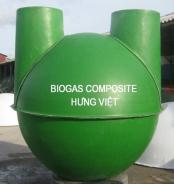 BIOGAS COMPOSITE
HƯNG VIỆT